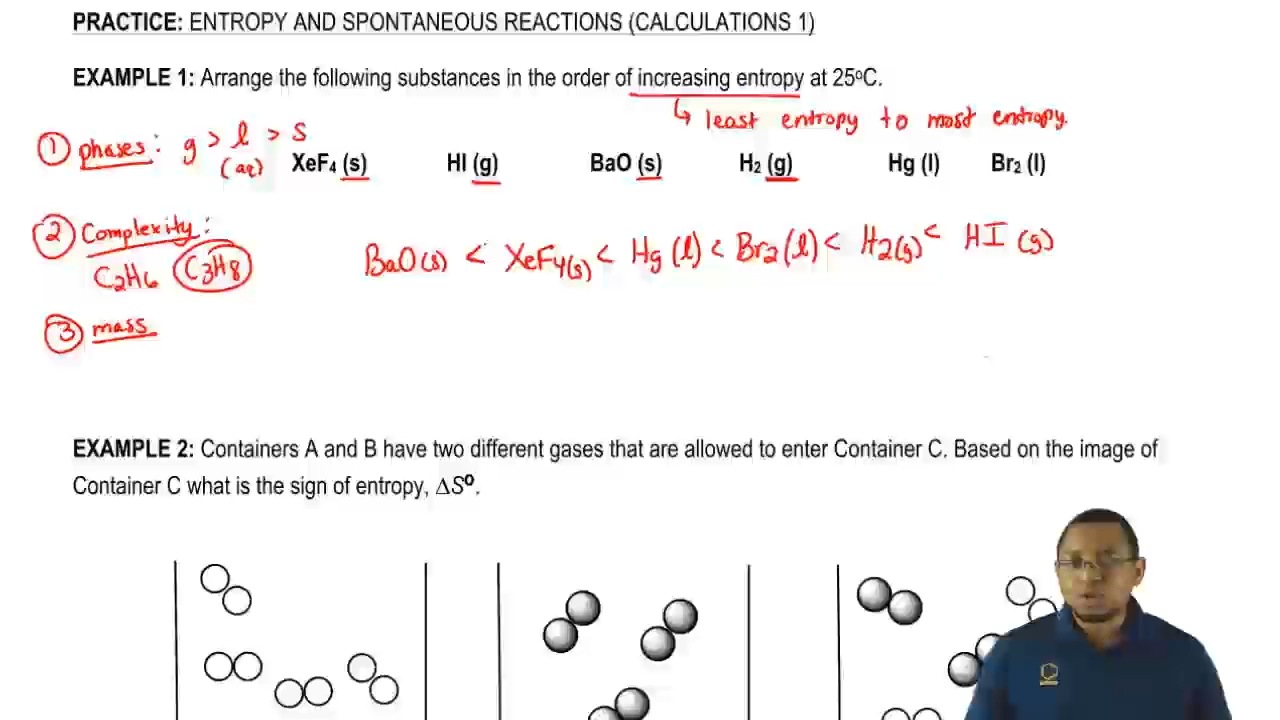 PRACTICE: ENTROPY AND SPONTANEOUS REACTIONS (CALCULATIONS 1)
EXAMPLE 1: Arrange the following substances in the order of increasing entropy at 25°C.
↳ least entropy to most entropy.
① phases: g > l > s
(aq)
XeF₄ (s) HI (g) BaO (s) H₂ (g) Hg (l) Br₂ (l)
② Complexity:
C₂H₆ C₃H₈
BaO(s) < XeF₄(s) < Hg (l) < Br₂ (l) < H₂(g) < HI (g)
③ mass
EXAMPLE 2: Containers A and B have two different gases that are allowed to enter Container C. Based on the image of
Container C what is the sign of entropy, ΔS⁰.